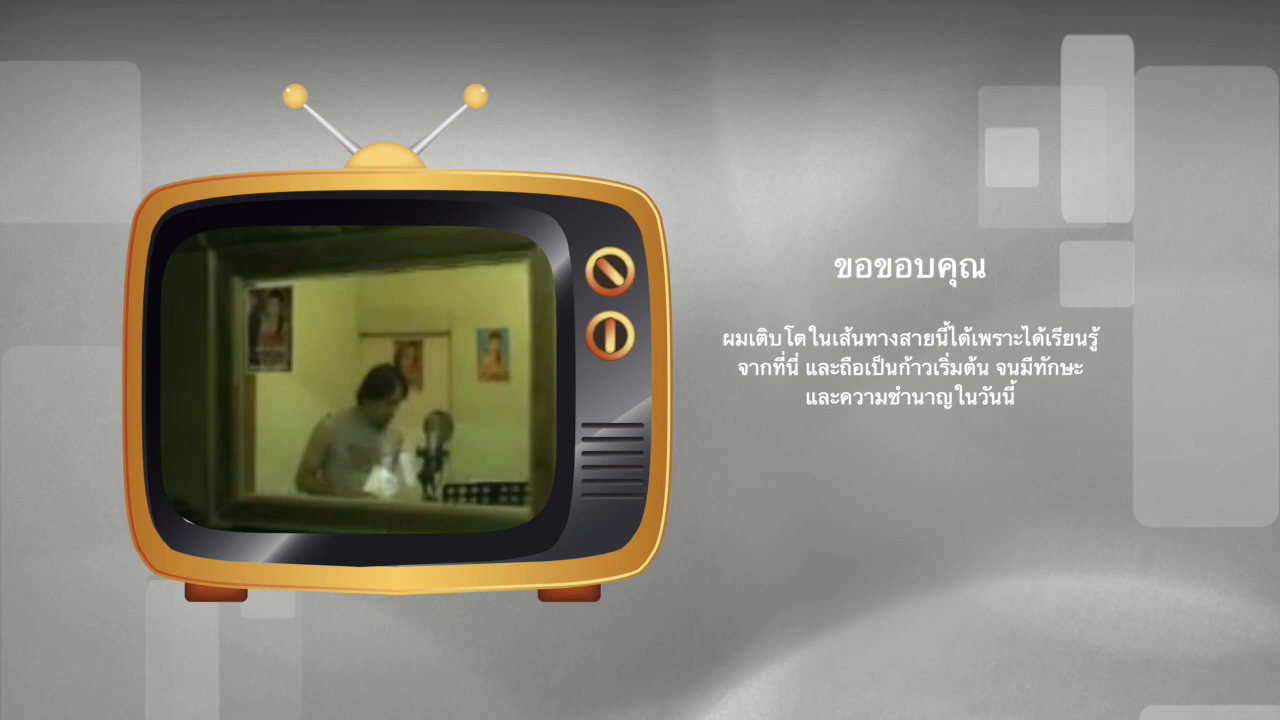 ขอขอบคุณ
ผมเติบโตในเส้นทางสายนี้ได้เพราะได้เรียนรู้
จากที่นี่ และถือเป็นก้าวเริ่มต้น จนมีทักษะ
และความชำนาญในวันนี้